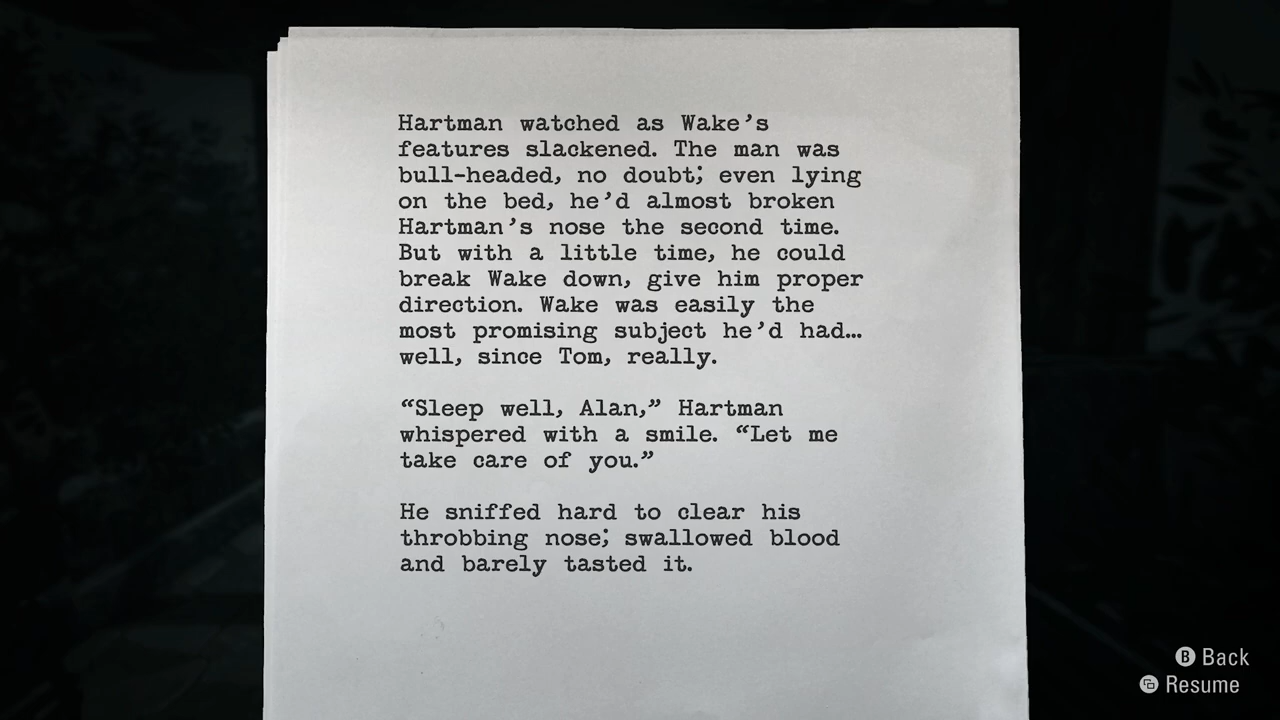 Hartman watched as Wake’s
features slackened. The man was
bull-headed, no doubt; even lying
on the bed, he’d almost broken
Hartman’s nose the second time.
But with a little time, he could
break Wake down, give him proper
direction. Wake was easily the
most promising subject he’d had…
well, since Tom, really.
“Sleep well, Alan,” Hartman
whispered with a smile. “Let me
take care of you.”
He sniffed hard to clear his
throbbing nose; swallowed blood
and barely tasted it.
B Back
Resume